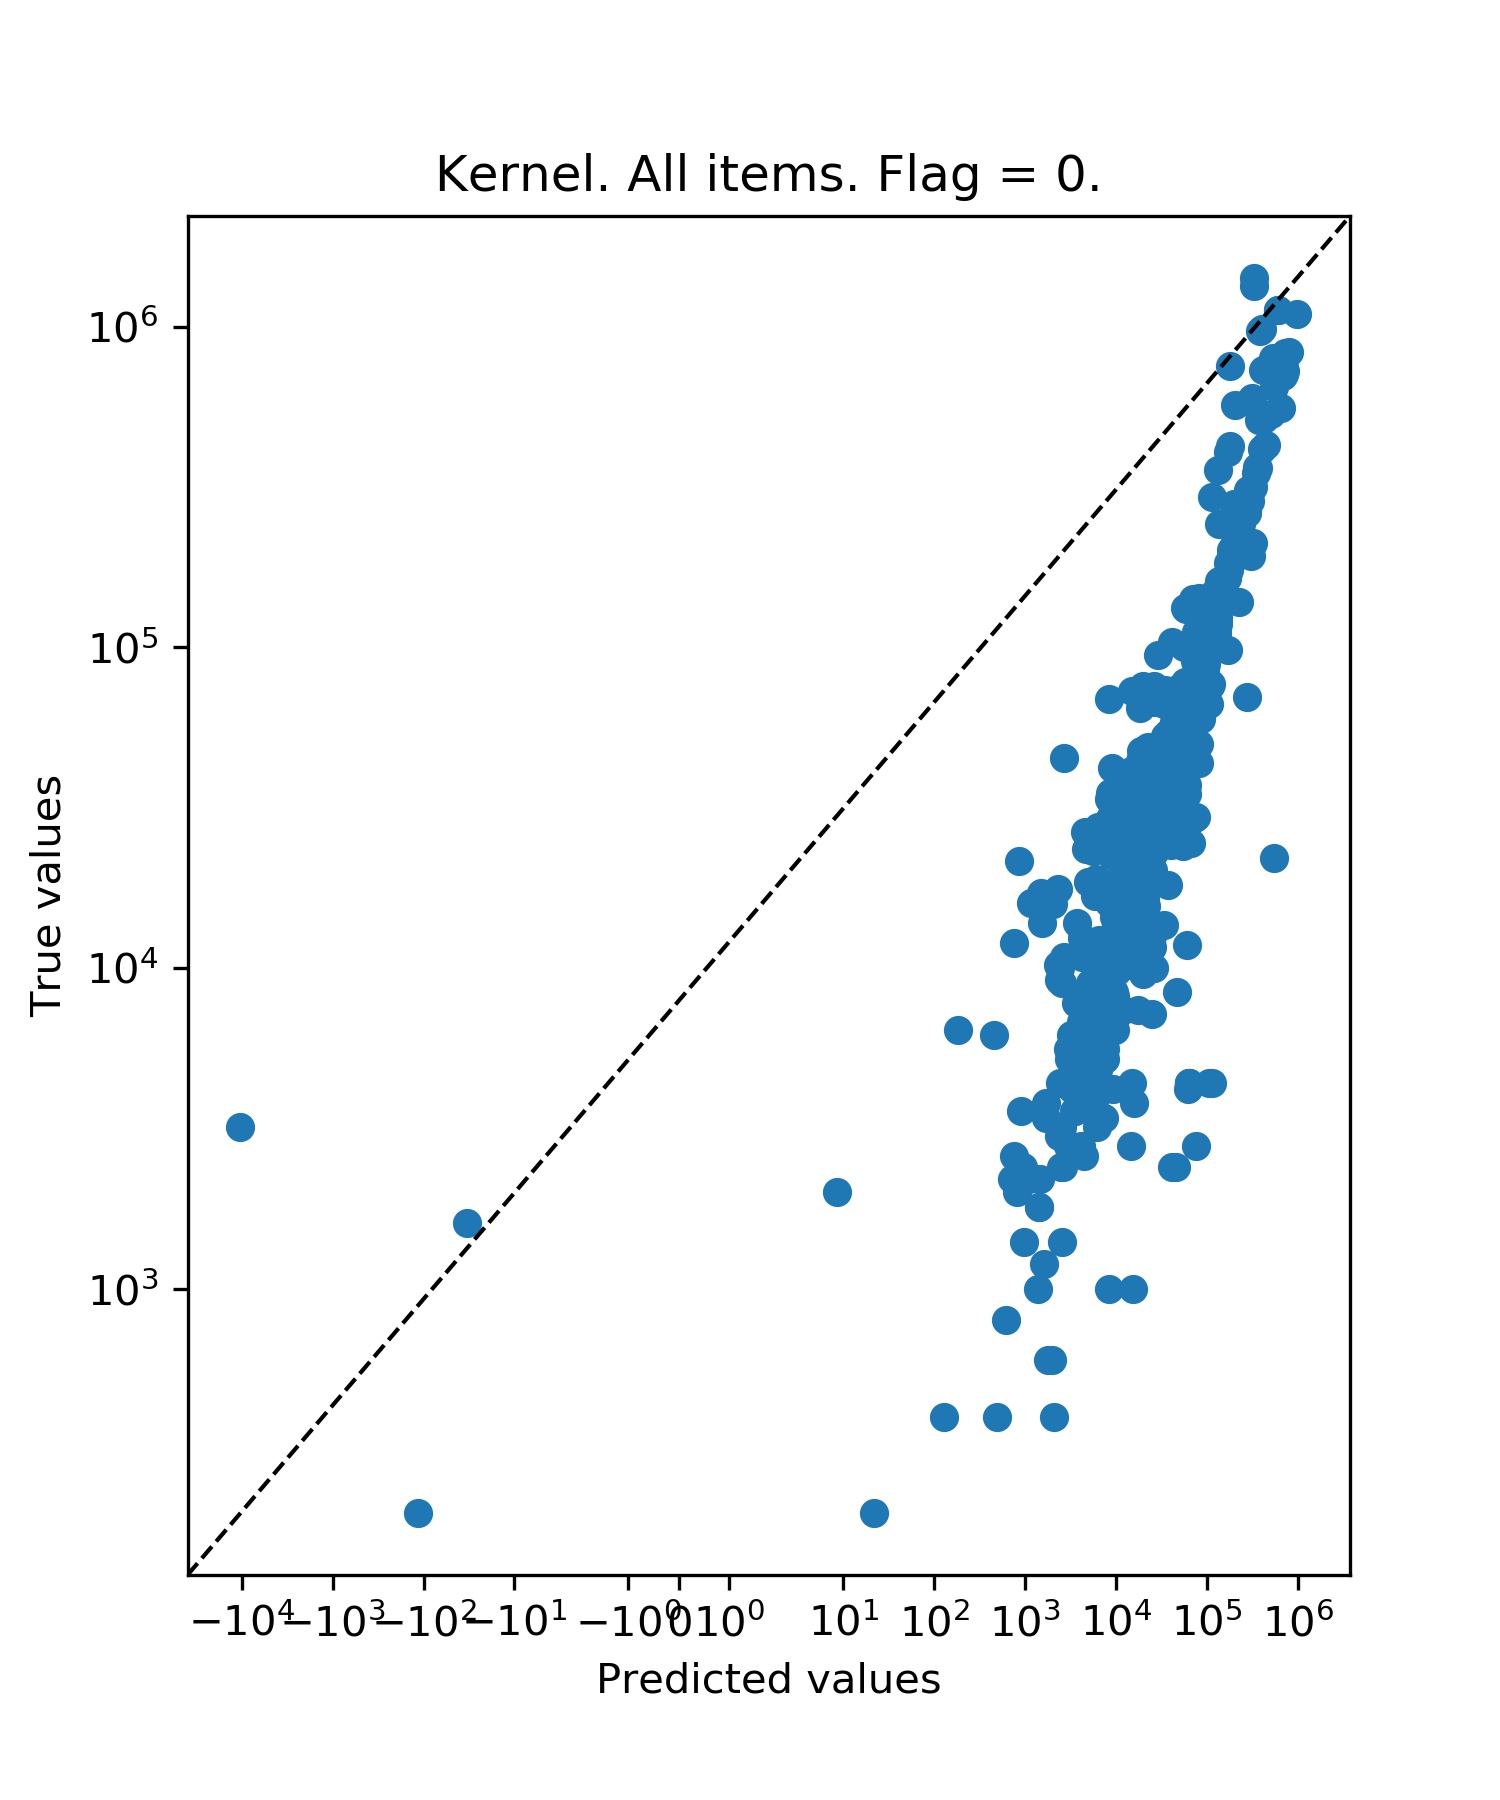 Kernel. All items. Flag = 0.
10⁶
10⁵
10⁴
10³
True values
−10⁴ −10³ −10² −10¹ −10⁰ 0 10⁰ 10¹ 10² 10³ 10⁴ 10⁵ 10⁶
Predicted values